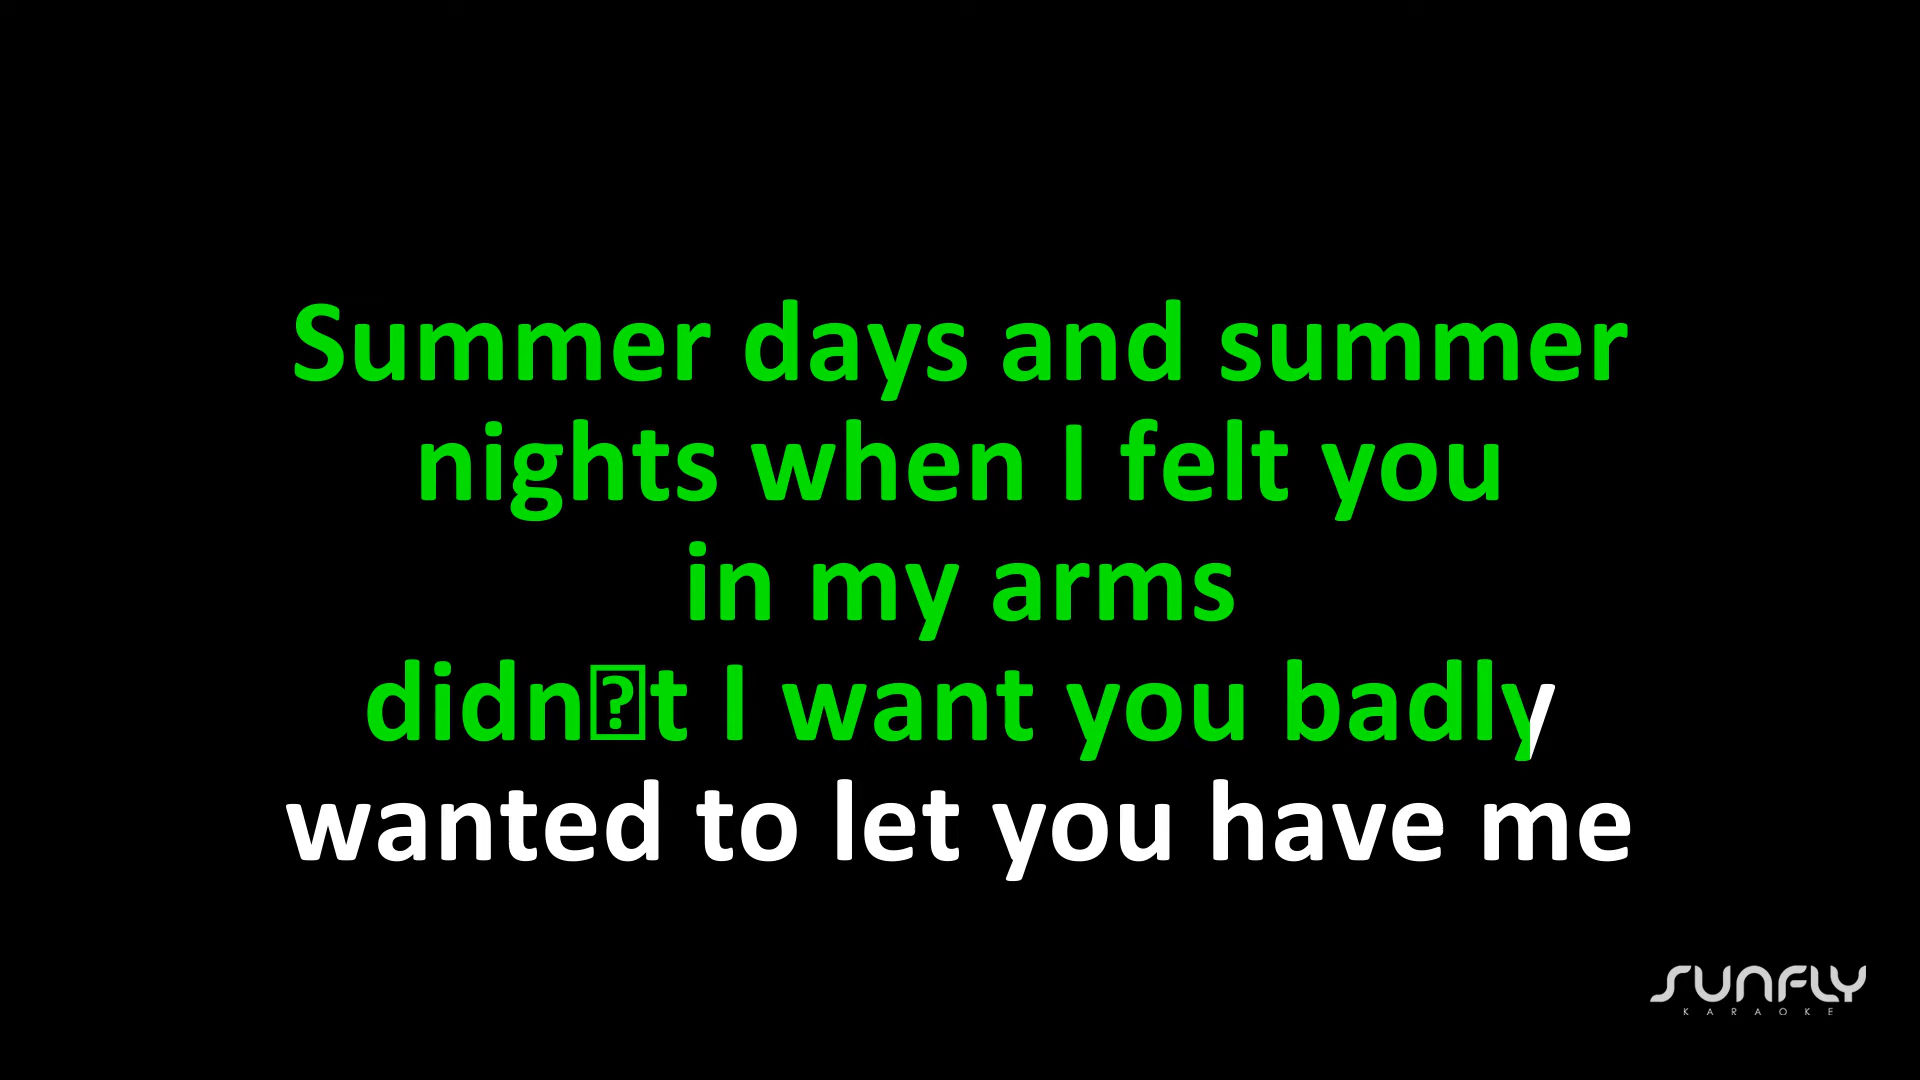 Summer days and summer
nights when I felt you
in my arms
didn�t I want you badly
wanted to let you have me
SUNFLY
KARAOKE